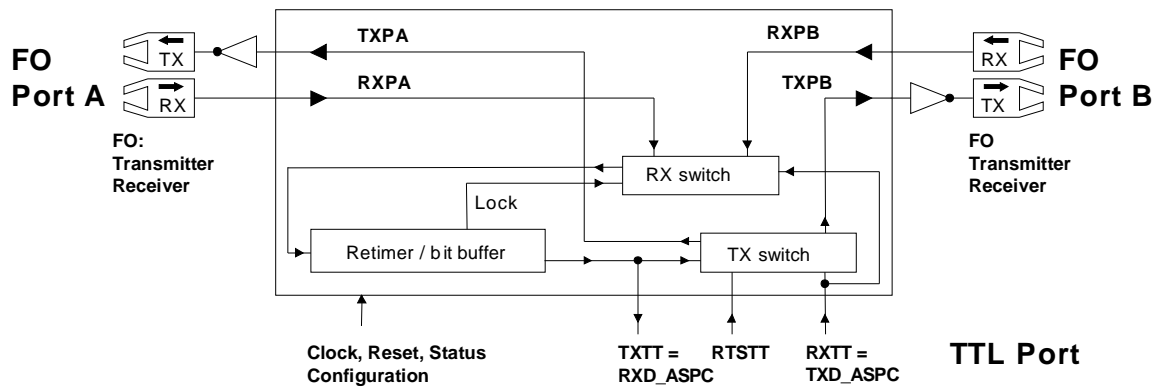 FO
Port A
TX
RX
FO:
Transmitter
Receiver
TXPA
RXPA
RXPB
TXPB
RX
TX
FO
Port B
FO
Transmitter
Receiver
RX switch
Lock
Retimer / bit buffer
TX switch
Clock, Reset, Status
Configuration
TXTT =
RXD_ASPC
RTSTT
RXTT =
TXD_ASPC
TTL Port